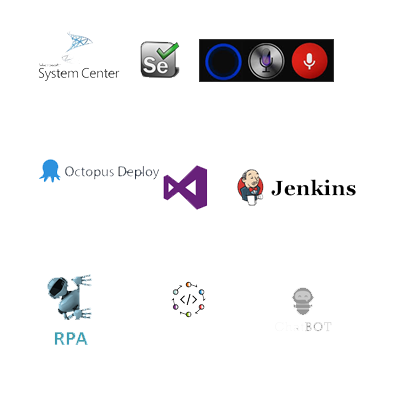 System Center
Se
Octopus Deploy
Jenkins
RPA
</>
BOT